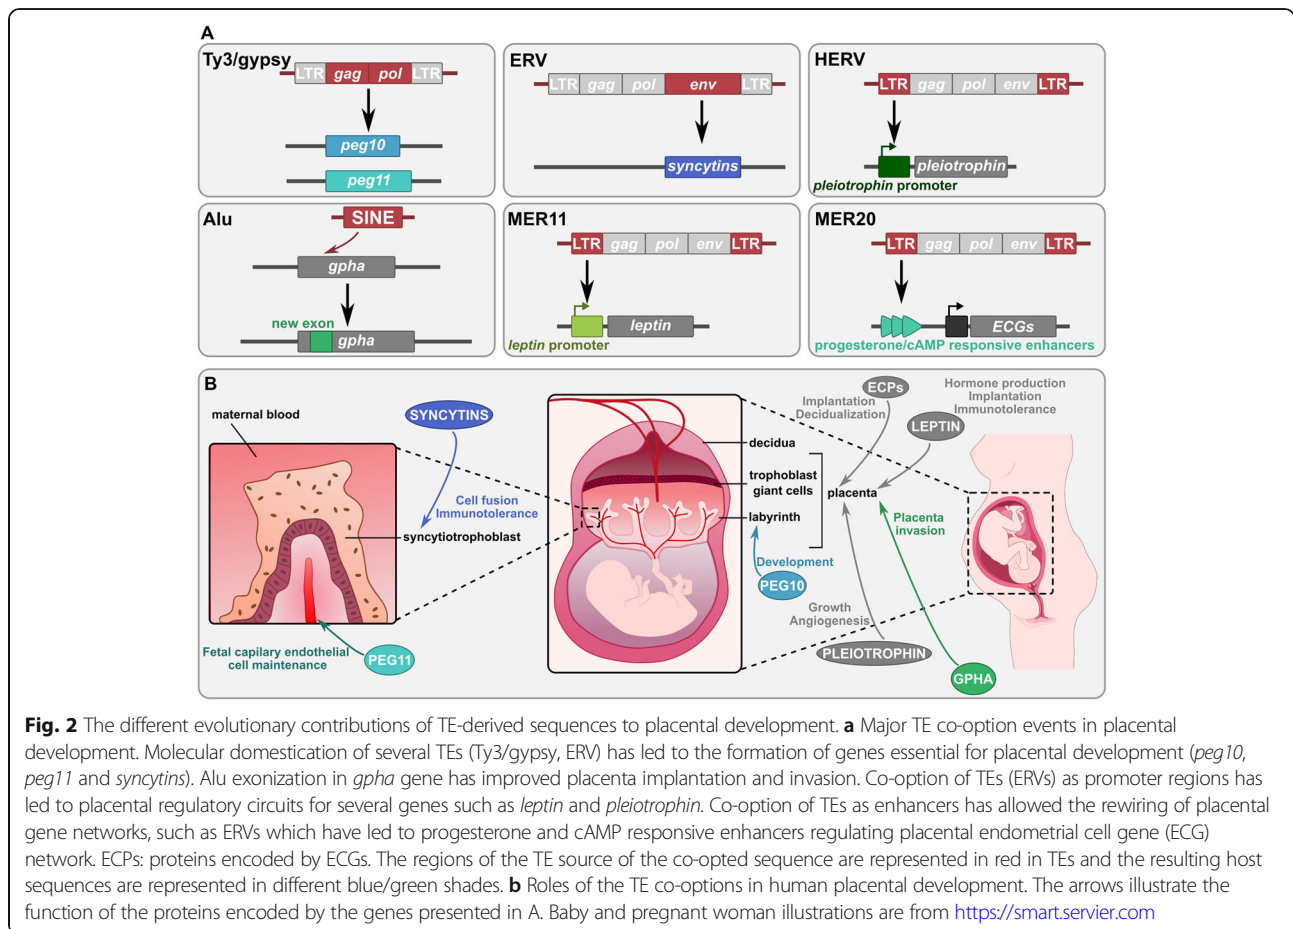 A
Ty3/gypsy
LTR gag pol LTR
peg10
peg11
ERV
LTR gag pol env LTR
syncytins
HERV
LTR gag pol env LTR
pleiotrophin
pleiotrophin promoter
Alu
SINE
gpha
new exon
gpha
MER11
LTR gag pol env LTR
leptin
leptin promoter
MER20
LTR gag pol env LTR
ECGs
progesterone/cAMP responsive enhancers
B
maternal blood
SYNCYTINS
Cell fusion
Immunotolerance
syncytiotrophoblast
Fetal capilary endothelial
cell maintenance
PEG11
decidua
trophoblast
giant cells
labyrinth
Development
PEG10
placenta
ECPs
Implantation
Decidualization
Hormone production
Implantation
Immunotolerance
LEPTIN
Placenta
invasion
Growth
Angiogenesis
PLEIOTROPHIN
GPHA
Fig. 2 The different evolutionary contributions of TE-derived sequences to placental development. a Major TE co-option events in placental
development. Molecular domestication of several TEs (Ty3/gypsy, ERV) has led to the formation of genes essential for placental development (peg10,
peg11 and syncytins). Alu exonization in gpha gene has improved placenta implantation and invasion. Co-option of TEs (ERVs) as promoter regions has
led to placental regulatory circuits for several genes such as leptin and pleiotrophin. Co-option of TEs as enhancers has allowed the rewiring of placental
gene networks, such as ERVs which have led to progesterone and cAMP responsive enhancers regulating placental endometrial cell gene (ECG)
network. ECPs: proteins encoded by ECGs. The regions of the TE source of the co-opted sequence are represented in red in TEs and the resulting host
sequences are represented in different blue/green shades. b Roles of the TE co-options in human placental development. The arrows illustrate the
function of the proteins encoded by the genes presented in A. Baby and pregnant woman illustrations are from https://smart.servier.com